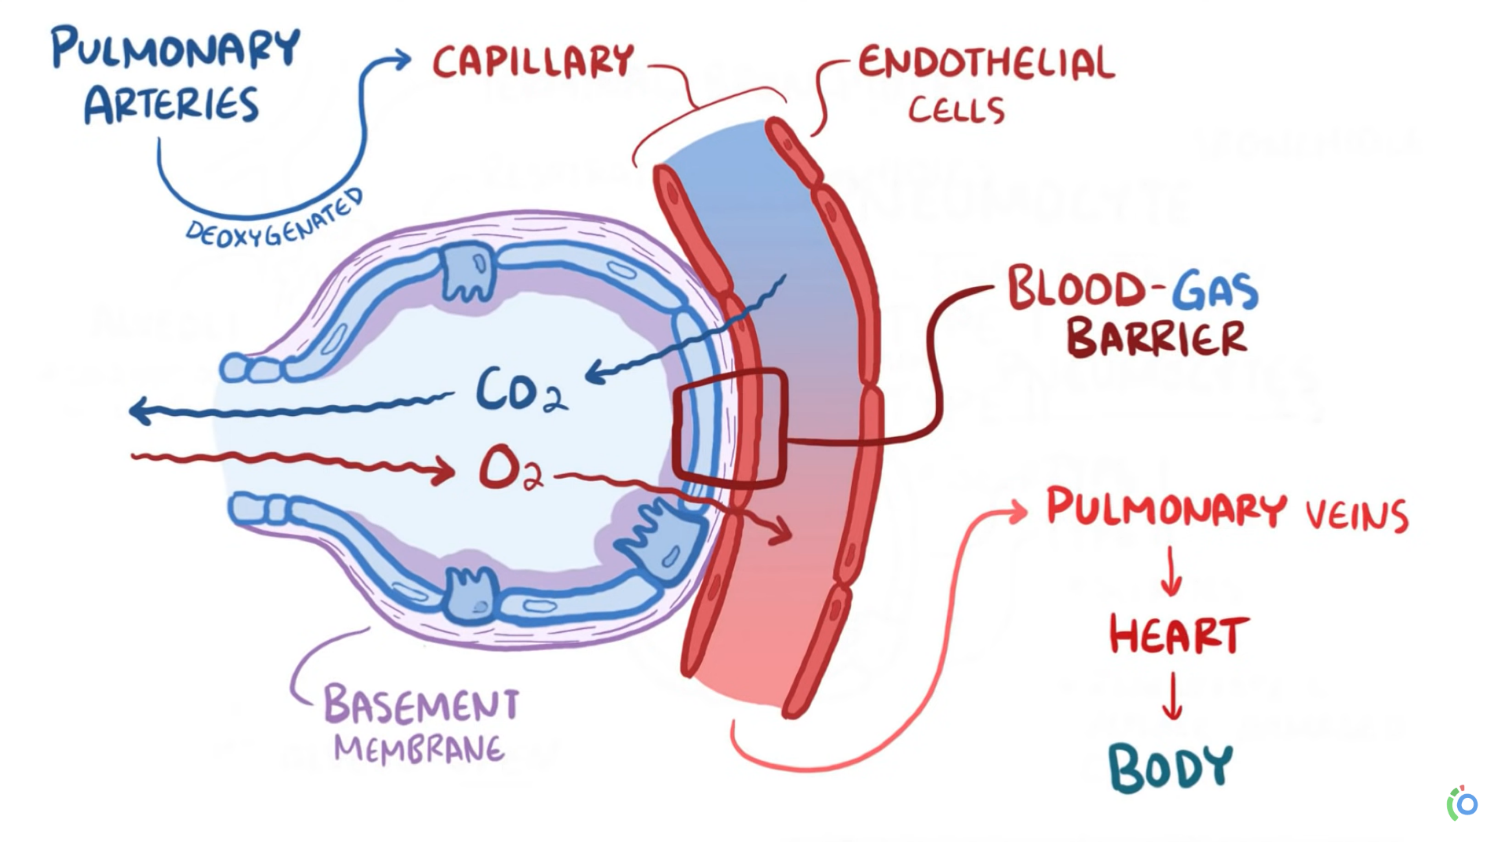 PULMONARY
ARTERIES
DEOXYGENATED
CAPILLARY
ENDOTHELIAL
CELLS
BLOOD-GAS
BARRIER
CO2
O2
PULMONARY VEINS
HEART
BODY
BASEMENT
MEMBRANE